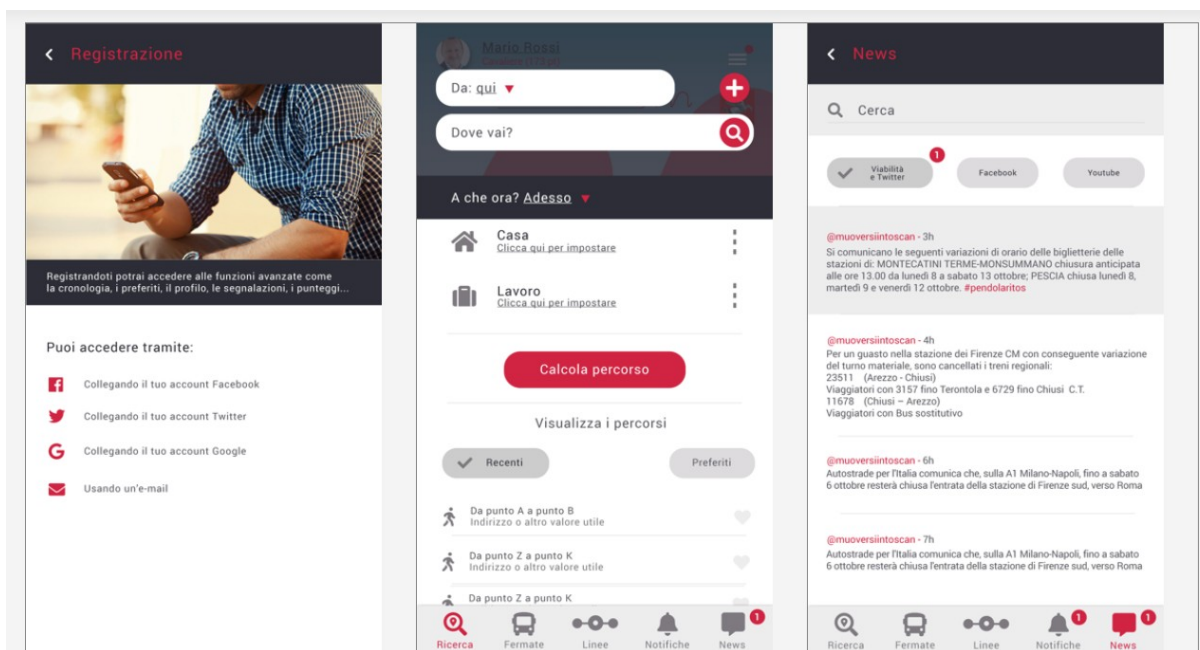 Registrazione
Registrandoti potrai accedere alle funzioni avanzate come
la cronologia, i preferiti, il profilo, le segnalazioni, i punteggi...
Puoi accedere tramite:
Collegando il tuo account Facebook
Collegando il tuo account Twitter
Collegando il tuo account Google
Usando un'e-mail
Mario Rossi
Da: qui
Dove vai?
A che ora? Adesso
Casa
Clicca qui per impostare
Lavoro
Clicca qui per impostare
Calcola percorso
Visualizza i percorsi
Recenti
Preferiti
Da punto A a punto B
Indirizzo o altro valore utile
Da punto Z a punto K
Indirizzo o altro valore utile
Da punto Z a punto K
1
Ricerca Fermate Linee Notifiche News
News
Cerca
1
Viabilità
e Twitter
Facebook
Youtube
@muoversiintoscan - 3h
Si comunicano le seguenti variazioni di orario delle biglietterie delle
stazioni di: MONTECATINI TERME-MONSUMMANO chiusura anticipata
alle ore 13.00 da lunedì 8 a sabato 13 ottobre; PESCIA chiusa lunedì 8,
martedì 9 e venerdì 12 ottobre. #pendolaritos
@muoversiintoscan - 4h
Per un guasto nella stazione dei Firenze CM con conseguente variazione
del turno materiale, sono cancellati i treni regionali:
23511 (Arezzo - Chiusi)
Viaggiatori con 3157 fino Terontola e 6729 fino Chiusi C.T.
11678 (Chiusi – Arezzo)
Viaggiatori con Bus sostitutivo
@muoversiintoscan - 6h
Autostrade per l'Italia comunica che, sulla A1 Milano-Napoli, fino a sabato
6 ottobre resterà chiusa l'entrata della stazione di Firenze sud, verso Roma
@muoversiintoscan - 7h
Autostrade per l'Italia comunica che, sulla A1 Milano-Napoli, fino a sabato
6 ottobre resterà chiusa l'entrata della stazione di Firenze sud, verso Roma
1 1
Ricerca Fermate Linee Notifiche News